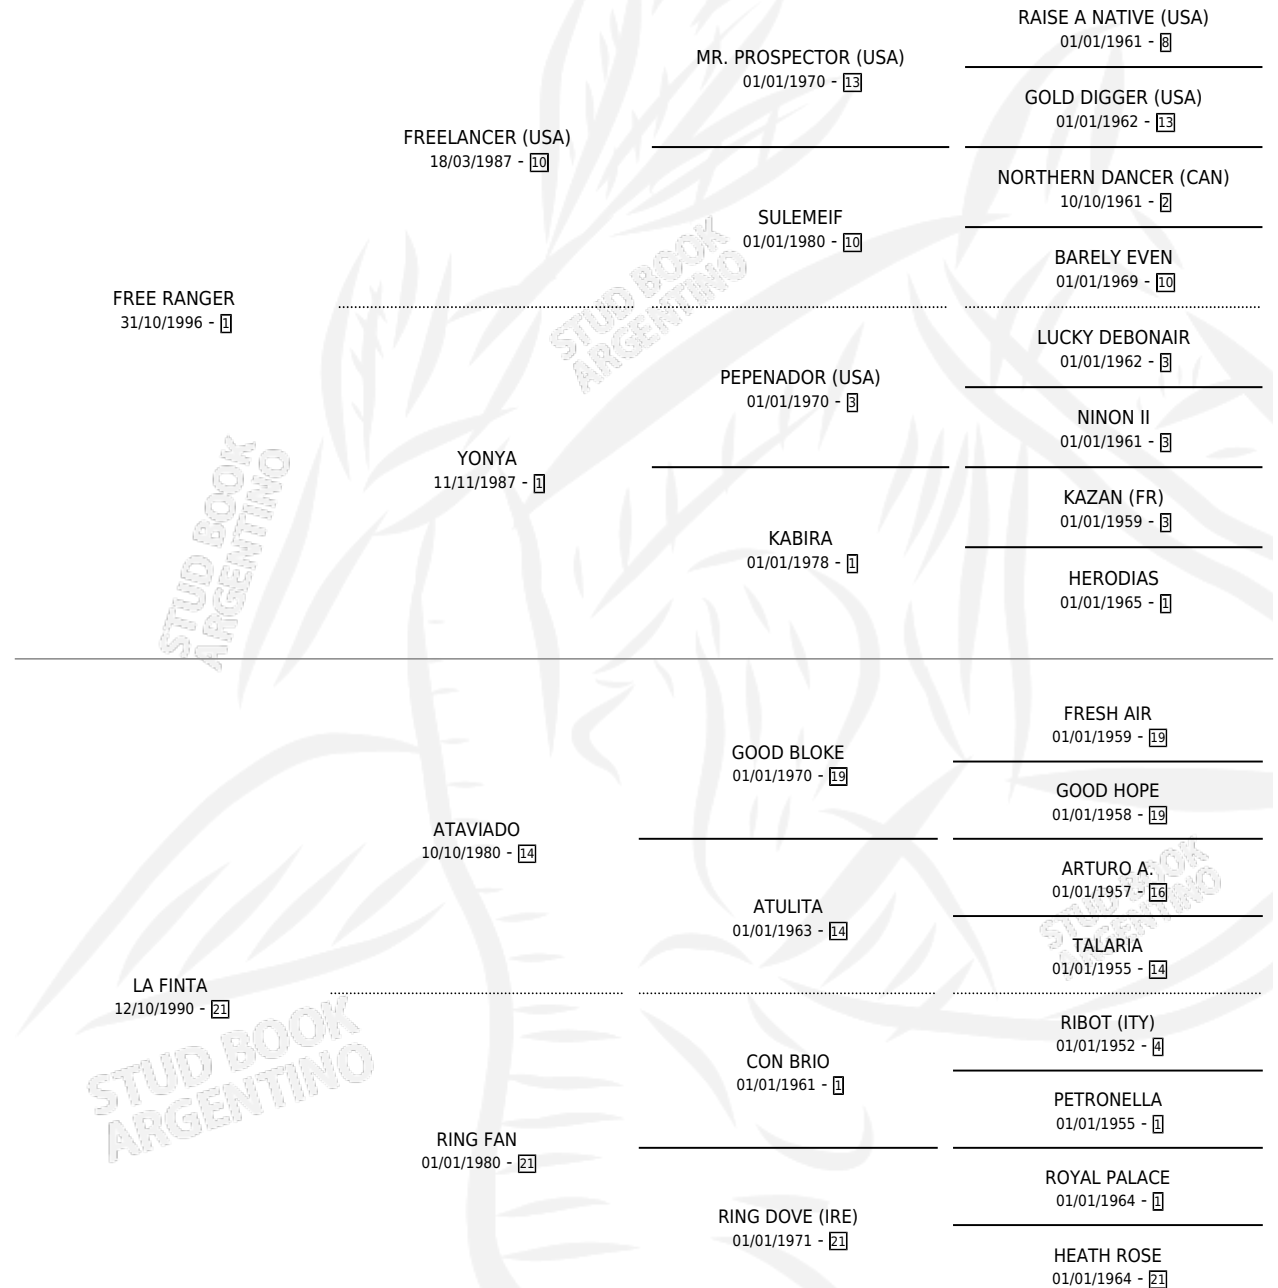 RAISE A NATIVE (USA)
01/01/1961 - 8
MR. PROSPECTOR (USA)
01/01/1970 - 13
GOLD DIGGER (USA)
01/01/1962 - 13
FREELANCER (USA)
18/03/1987 - 10
NORTHERN DANCER (CAN)
10/10/1961 - 2
SULEMEIF
01/01/1980 - 10
BARELY EVEN
01/01/1969 - 10
STUD BOOK
ARGENTINO
FREE RANGER
31/10/1996 - 1
LUCKY DEBONAIR
01/01/1962 - 3
PEPENADOR (USA)
01/01/1970 - 3
NINON II
01/01/1961 - 3
YONYA
11/11/1987 - 1
KAZAN (FR)
01/01/1959 - 3
KABIRA
01/01/1978 - 1
HERODIAS
01/01/1965 - 1
STUD BOOK
ARGENTINO
FRESH AIR
01/01/1959 - 19
GOOD BLOKE
01/01/1970 - 19
GOOD HOPE
01/01/1958 - 19
ATAVIADO
10/10/1980 - 14
ARTURO A.
01/01/1957 - 16
ATULITA
01/01/1963 - 14
TALARIA
01/01/1955 - 14
STUD BOOK
ARGENTINO
LA FINTA
12/10/1990 - 21
RIBOT (ITY)
01/01/1952 - 4
CON BRIO
01/01/1961 - 1
PETRONELLA
01/01/1955 - 1
STUD BOOK
ARGENTINO
RING FAN
01/01/1980 - 21
ROYAL PALACE
01/01/1964 - 1
RING DOVE (IRE)
01/01/1971 - 21
HEATH ROSE
01/01/1964 - 21